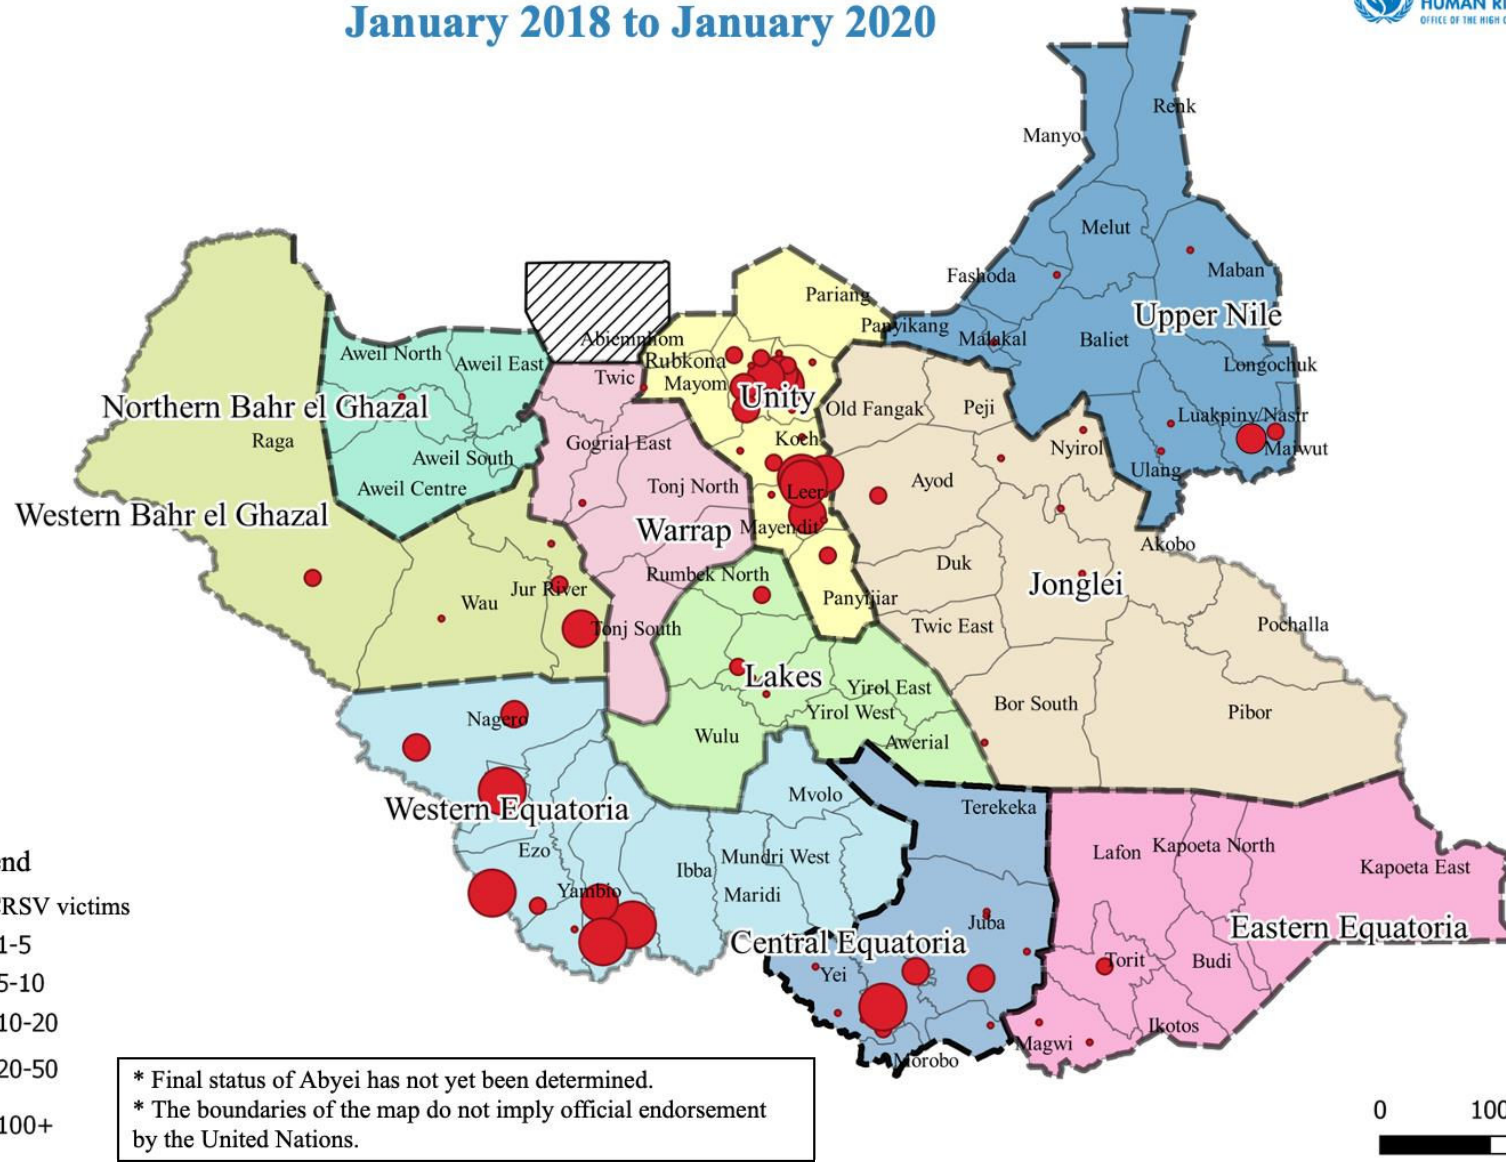 January 2018 to January 2020
HUMAN RI
OFFICE OF THE HIGH C
Renk
Manyo
Melut
Fashoda
Maban
Pariang
Upper Nile
Panyikang
Malakal
Baliet
Abiemnhom
Aweil North
Aweil East
Rubkona
Longochuk
Twic
Mayom
Unity
Northern Bahr el Ghazal
Old Fangak
Peji
Luakpiny/Nasir
Raga
Gogrial East
Koch
Nyirol
Maiwut
Aweil South
Ulang
Aweil Centre
Tonj North
Leer
Ayod
Western Bahr el Ghazal
Warrap
Mayendit
Akobo
Duk
Rumbek North
Jonglei
Jur River
Wau
Panyijiar
Tonj South
Twic East
Pochalla
Lakes
Yirol East
Bor South
Nagero
Yirol West
Pibor
Wulu
Awerial
Mvolo
Western Equatoria
Terekeka
Ezo
Lafon
Kapoeta North
Mundri West
Kapoeta East
Ibba
Yambio
Maridi
Juba
Eastern Equatoria
Central Equatoria
Yei
Torit
Budi
Ikotos
Magwi
Morobo
end
CRSV victims
1-5
5-10
10-20
20-50
100+
* Final status of Abyei has not yet been determined.
* The boundaries of the map do not imply official endorsement
by the United Nations.
0 100